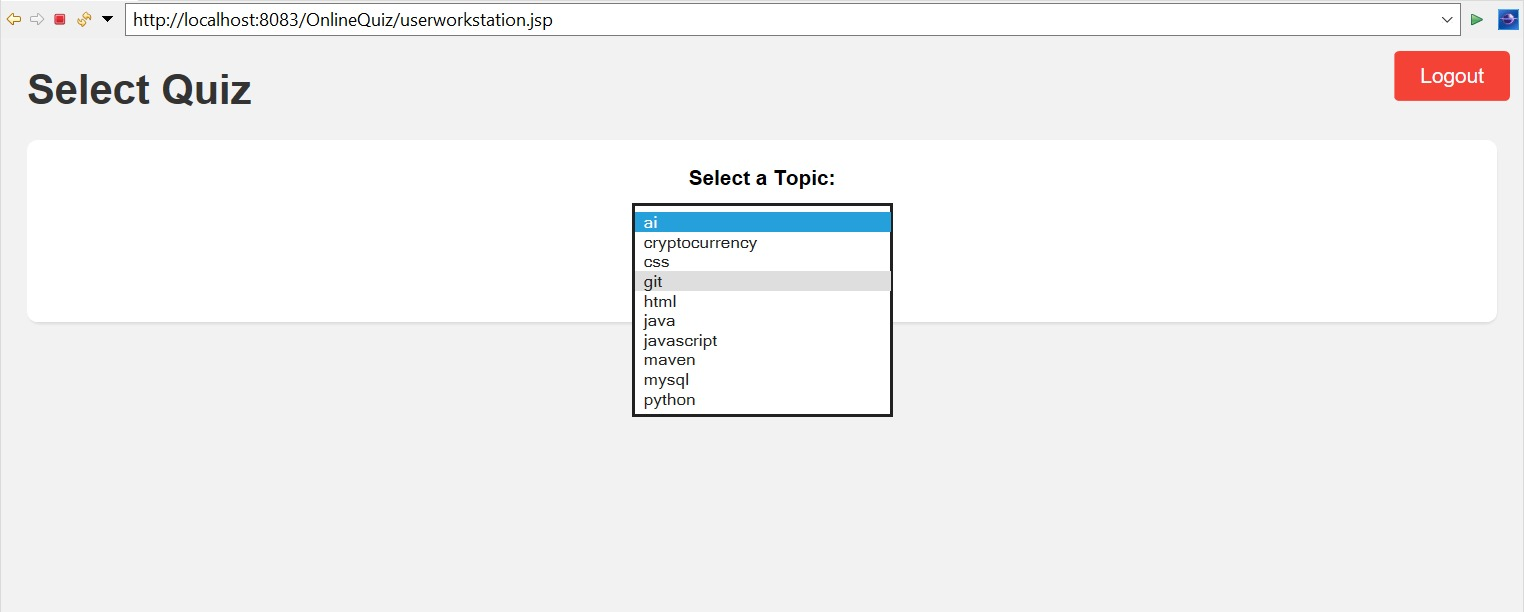 http://localhost:8083/OnlineQuiz/userworkstation.jsp
Select Quiz
Logout
Select a Topic:
ai
cryptocurrency
css
git
html
java
javascript
maven
mysql
python